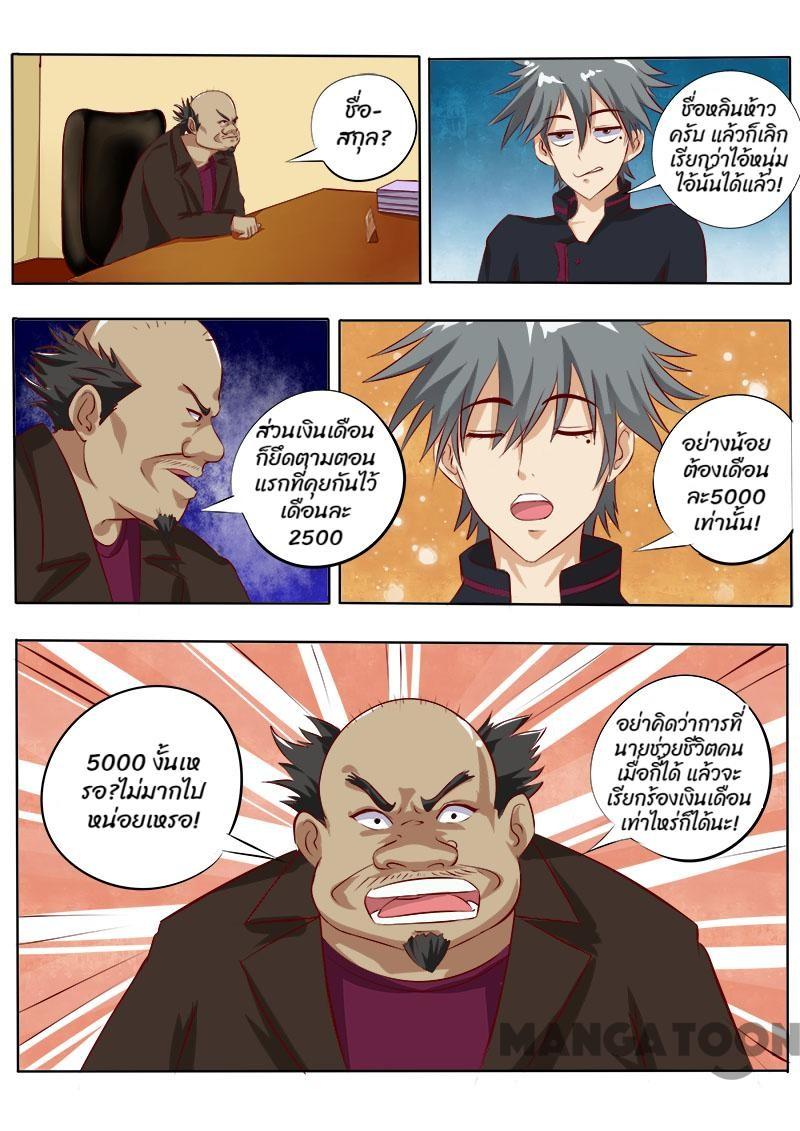 ชื่อ-
สกุล?
ชื่อหลินห้าว
ครับ แล้วก็เลิก
เรียกว่าไอ้หนุ่ม
ไอ้นั่นได้แล้ว!
ส่วนเงินเดือน
ก็ยึดตามตอน
แรกที่คุยกันไว้
เดือนละ
2500
อย่างน้อย
ต้องเดือน
ละ5000
เท่านั้น!
5000 งั้นเห
รอ?ไม่มากไป
หน่อยเหรอ!
อย่าคิดว่าการที่
นายช่วยชีวิตคน
เมื่อกี้ได้ แล้วจะ
เรียกร้องเงินเดือน
เท่าไหร่ก็ได้นะ!
MANGATOON